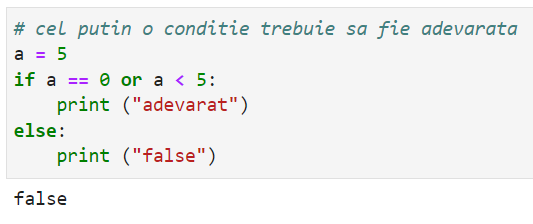 # cel putin o conditie trebuie sa fie adevarata
a = 5
if a == 0 or a < 5:
    print ("adevarat")
else:
    print ("false")
false